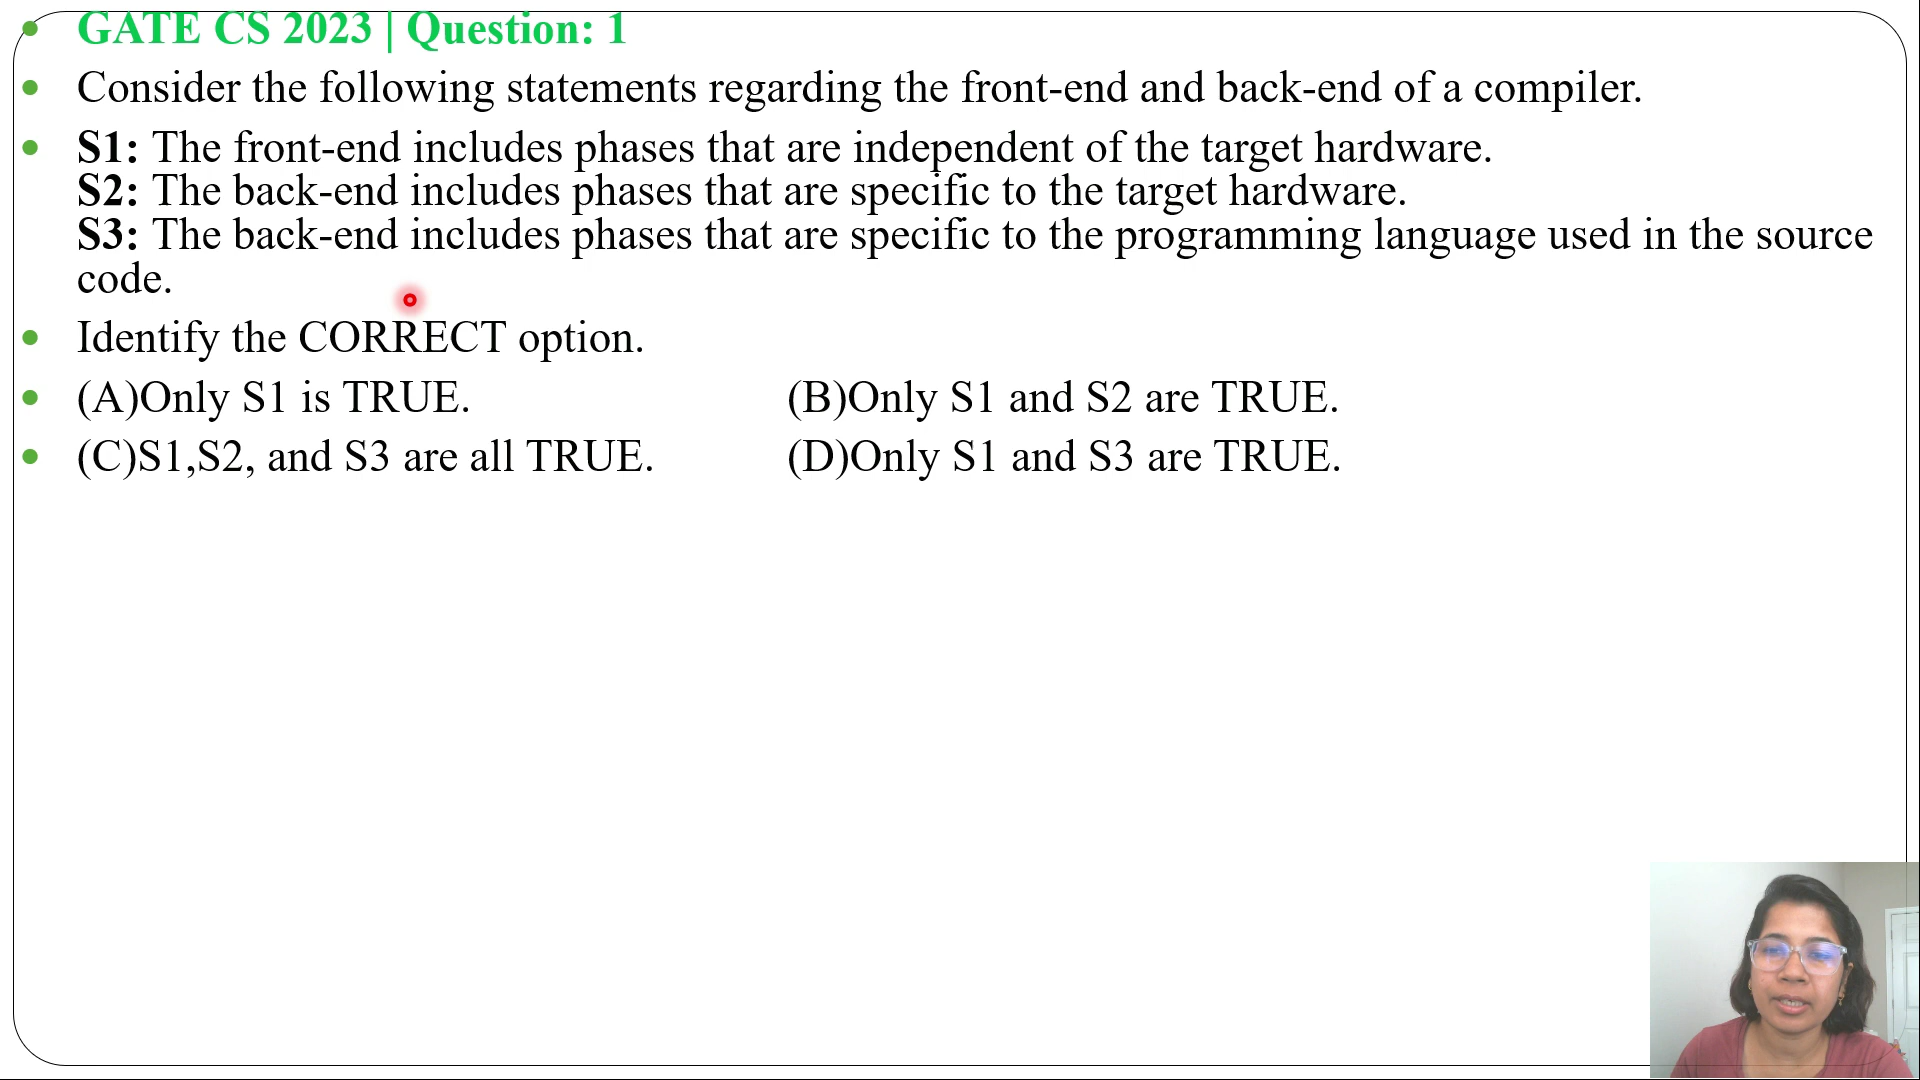 GATE CS 2023 | Question: 1
Consider the following statements regarding the front-end and back-end of a compiler.
S1: The front-end includes phases that are independent of the target hardware.
S2: The back-end includes phases that are specific to the target hardware.
S3: The back-end includes phases that are specific to the programming language used in the source
code.
Identify the CORRECT option.
(A)Only S1 is TRUE. (B)Only S1 and S2 are TRUE.
(C)S1,S2, and S3 are all TRUE. (D)Only S1 and S3 are TRUE.